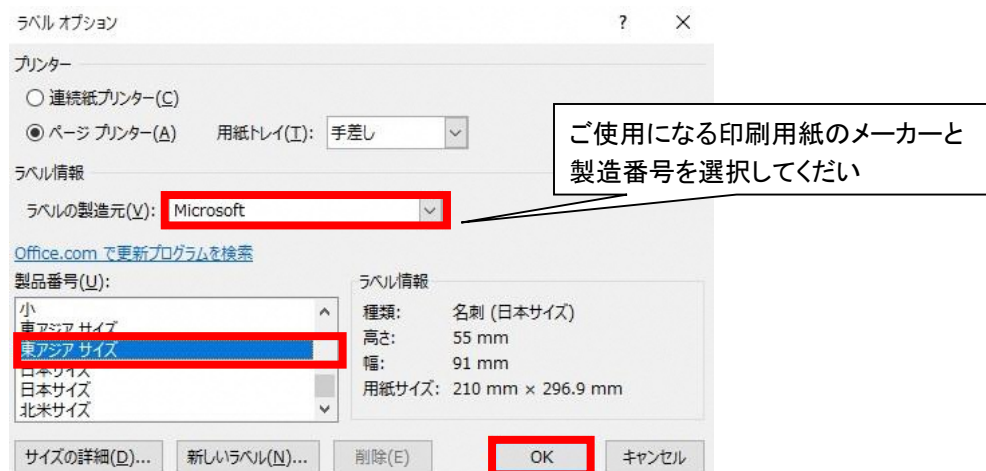 ラベル オプション ? ×
プリンター
連続紙プリンター(C)
ページ プリンター(A) 用紙トレイ(T): 手差し
ご使用になる印刷用紙のメーカーと
製造番号を選択してくだい
ラベル情報
ラベルの製造元(V): Microsoft
Office.com で更新プログラムを検索
製品番号(U):
小
東アジア サイズ
東アジア サイズ
日本サイズ
日本サイズ
北米サイズ
ラベル情報
種類: 名刺 (日本サイズ)
高さ: 55 mm
幅: 91 mm
用紙サイズ: 210 mm × 296.9 mm
サイズの詳細(D)... 新しいラベル(N)... 削除(E) OK キャンセル